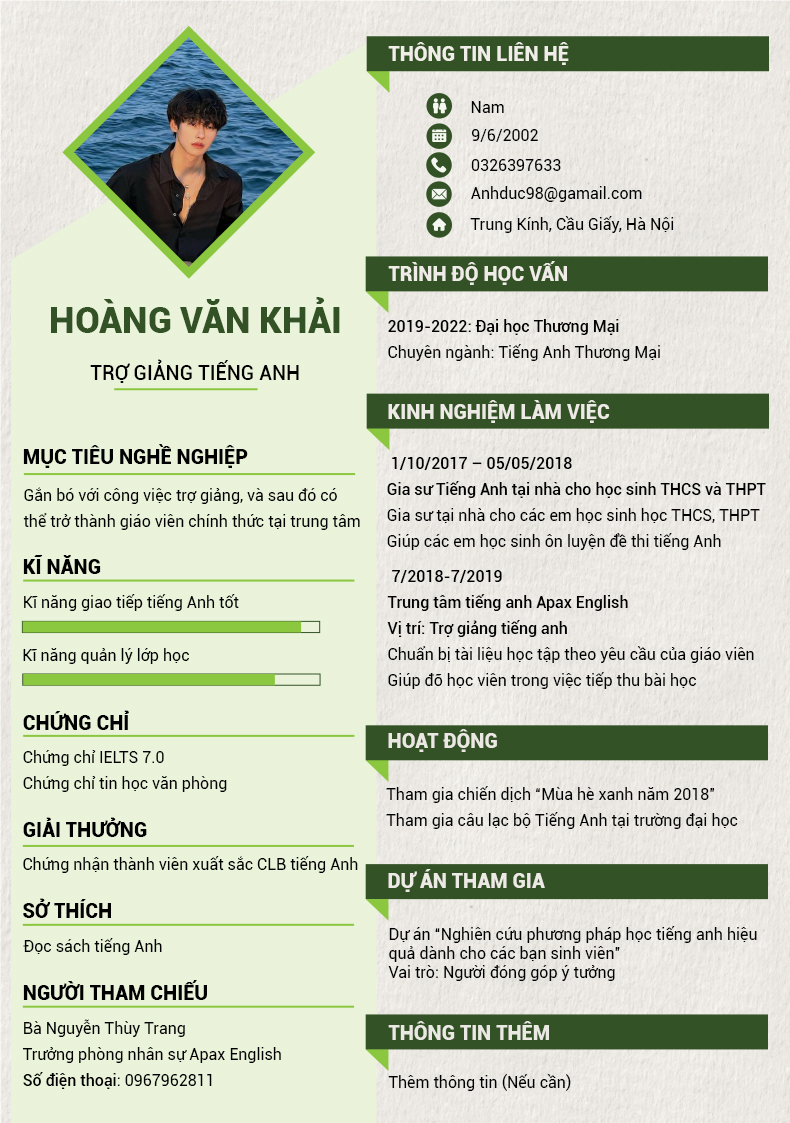 HOÀNG VĂN KHẢI
TRỢ GIẢNG TIẾNG ANH
MỤC TIÊU NGHỀ NGHIỆP
Gắn bó với công việc trợ giảng, và sau đó có
thể trở thành giáo viên chính thức tại trung tâm
KĨ NĂNG
Kĩ năng giao tiếp tiếng Anh tốt
Kĩ năng quản lý lớp học
CHỨNG CHỈ
Chứng chỉ IELTS 7.0
Chứng chỉ tin học văn phòng
GIẢI THƯỞNG
Chứng nhận thành viên xuất sắc CLB tiếng Anh
SỞ THÍCH
Đọc sách tiếng Anh
NGƯỜI THAM CHIẾU
Bà Nguyễn Thùy Trang
Trưởng phòng nhân sự Apax English
Số điện thoại: 0967962811
THÔNG TIN LIÊN HỆ
Nam
9/6/2002
0326397633
Anhduc98@gamail.com
Trung Kính, Cầu Giấy, Hà Nội
TRÌNH ĐỘ HỌC VẤN
2019-2022: Đại học Thương Mại
Chuyên ngành: Tiếng Anh Thương Mại
KINH NGHIỆM LÀM VIỆC
1/10/2017 – 05/05/2018
Gia sư Tiếng Anh tại nhà cho học sinh THCS và THPT
Gia sư tại nhà cho các em học sinh học THCS, THPT
Giúp các em học sinh ôn luyện đề thi tiếng Anh
7/2018-7/2019
Trung tâm tiếng anh Apax English
Vị trí: Trợ giảng tiếng anh
Chuẩn bị tài liệu học tập theo yêu cầu của giáo viên
Giúp đỡ học viên trong việc tiếp thu bài học
HOẠT ĐỘNG
Tham gia chiến dịch “Mùa hè xanh năm 2018”
Tham gia câu lạc bộ Tiếng Anh tại trường đại học
DỰ ÁN THAM GIA
Dự án “Nghiên cứu phương pháp học tiếng anh hiệu
quả dành cho các bạn sinh viên”
Vai trò: Người đóng góp ý tưởng
THÔNG TIN THÊM
Thêm thông tin (Nếu cần)